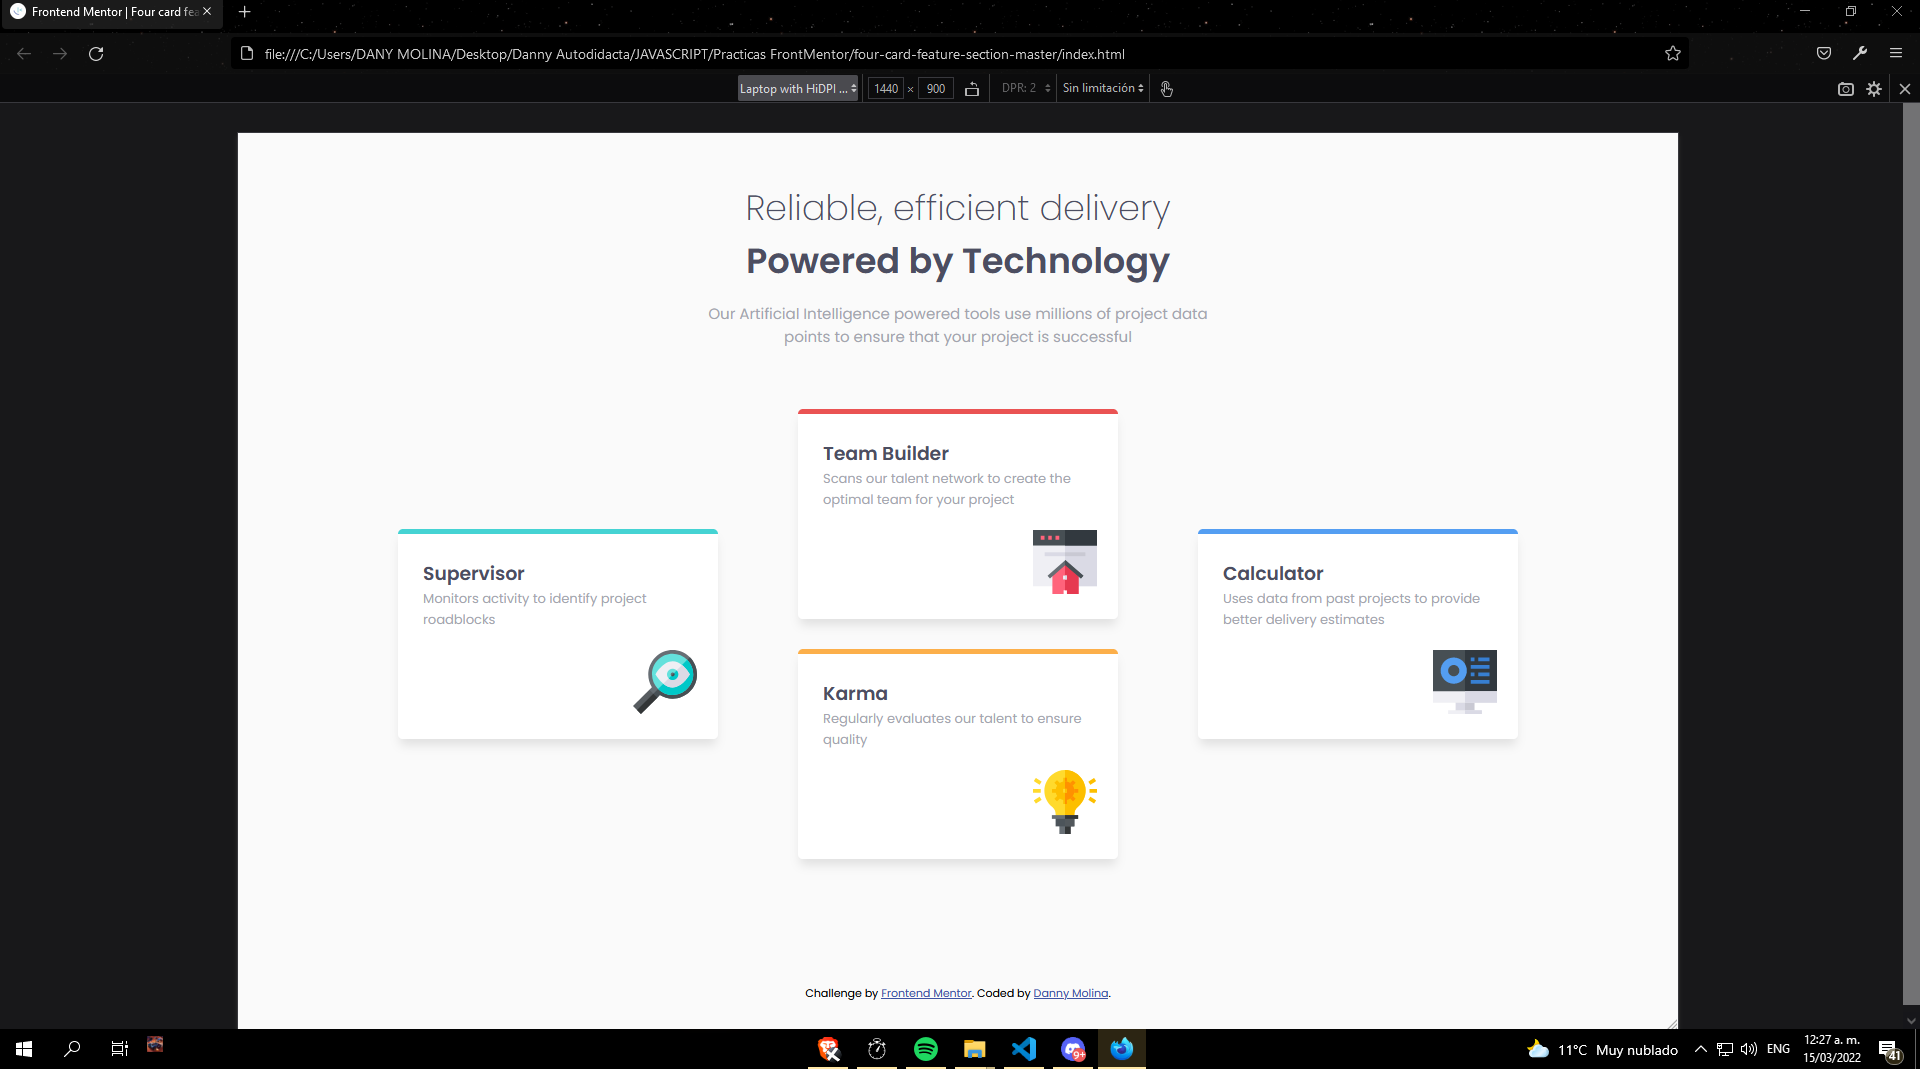 Frontend Mentor | Four card fea
file:///C:/Users/DANY MOLINA/Desktop/Danny Autodidacta/JAVASCRIPT/Practicas FrontMentor/four-card-feature-section-master/index.html
Laptop with HiDPI ... 1440 × 900 DPR: 2 Sin limitación
Reliable, efficient delivery
Powered by Technology
Our Artificial Intelligence powered tools use millions of project data
points to ensure that your project is successful
Team Builder
Scans our talent network to create the
optimal team for your project
Supervisor
Monitors activity to identify project
roadblocks
Calculator
Uses data from past projects to provide
better delivery estimates
Karma
Regularly evaluates our talent to ensure
quality
Challenge by Frontend Mentor. Coded by Danny Molina.
9+
11°C Muy nublado
ENG
12:27 a. m.
15/03/2022
41